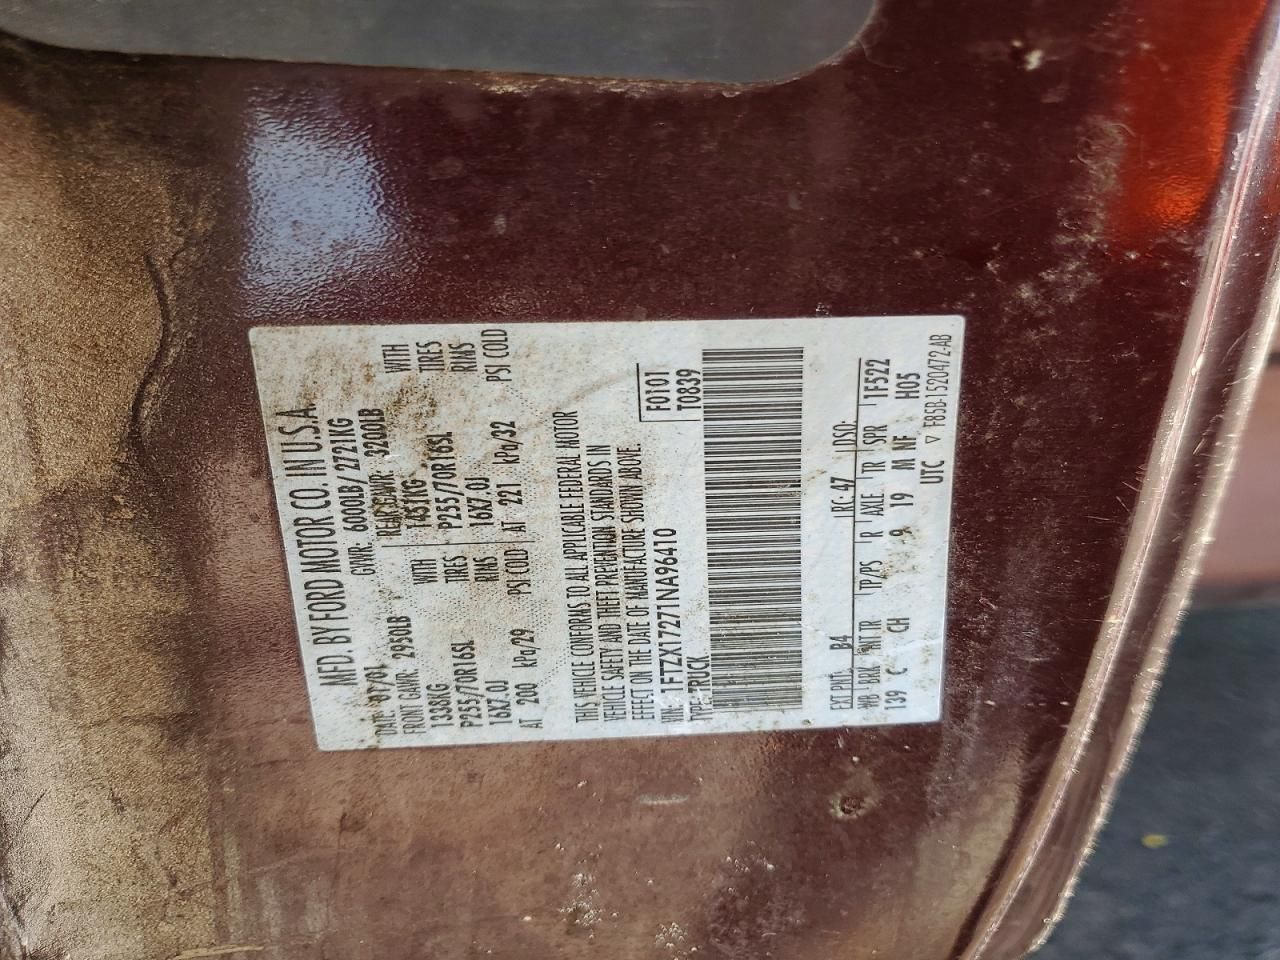 MFD. BY FORD MOTOR CO. IN U.S.A.
DATE: 01/01 GVWR: 6000LB/ 2721KG
FRONT GAWR: 2950LB REAR GAWR: 3200LB
1338KG WITH 1451KG WITH
P255/70R16SL TIRES P255/70R16SL TIRES
16X7.0J RIMS 16X7.0J RIMS
AT 200 kPa/29 PSI COLD AT 221 kPa/32 PSI COLD
THIS VEHICLE CONFORMS TO ALL APPLICABLE FEDERAL MOTOR
VEHICLE SAFETY AND THEFT PREVENTION STANDARDS IN
EFFECT ON THE DATE OF MANUFACTURE SHOWN ABOVE.
VIN: 1FTZX17271NA96410 F0101
TYPE: TRUCK T0839
EXT PNT: B4 RC: 47 DSO:
WB BRK INT TR TP/PS R AXLE TR SPR 1F522
139 C CH 9 19 M NF H05
UTC ▽ F85B-1520472-AB